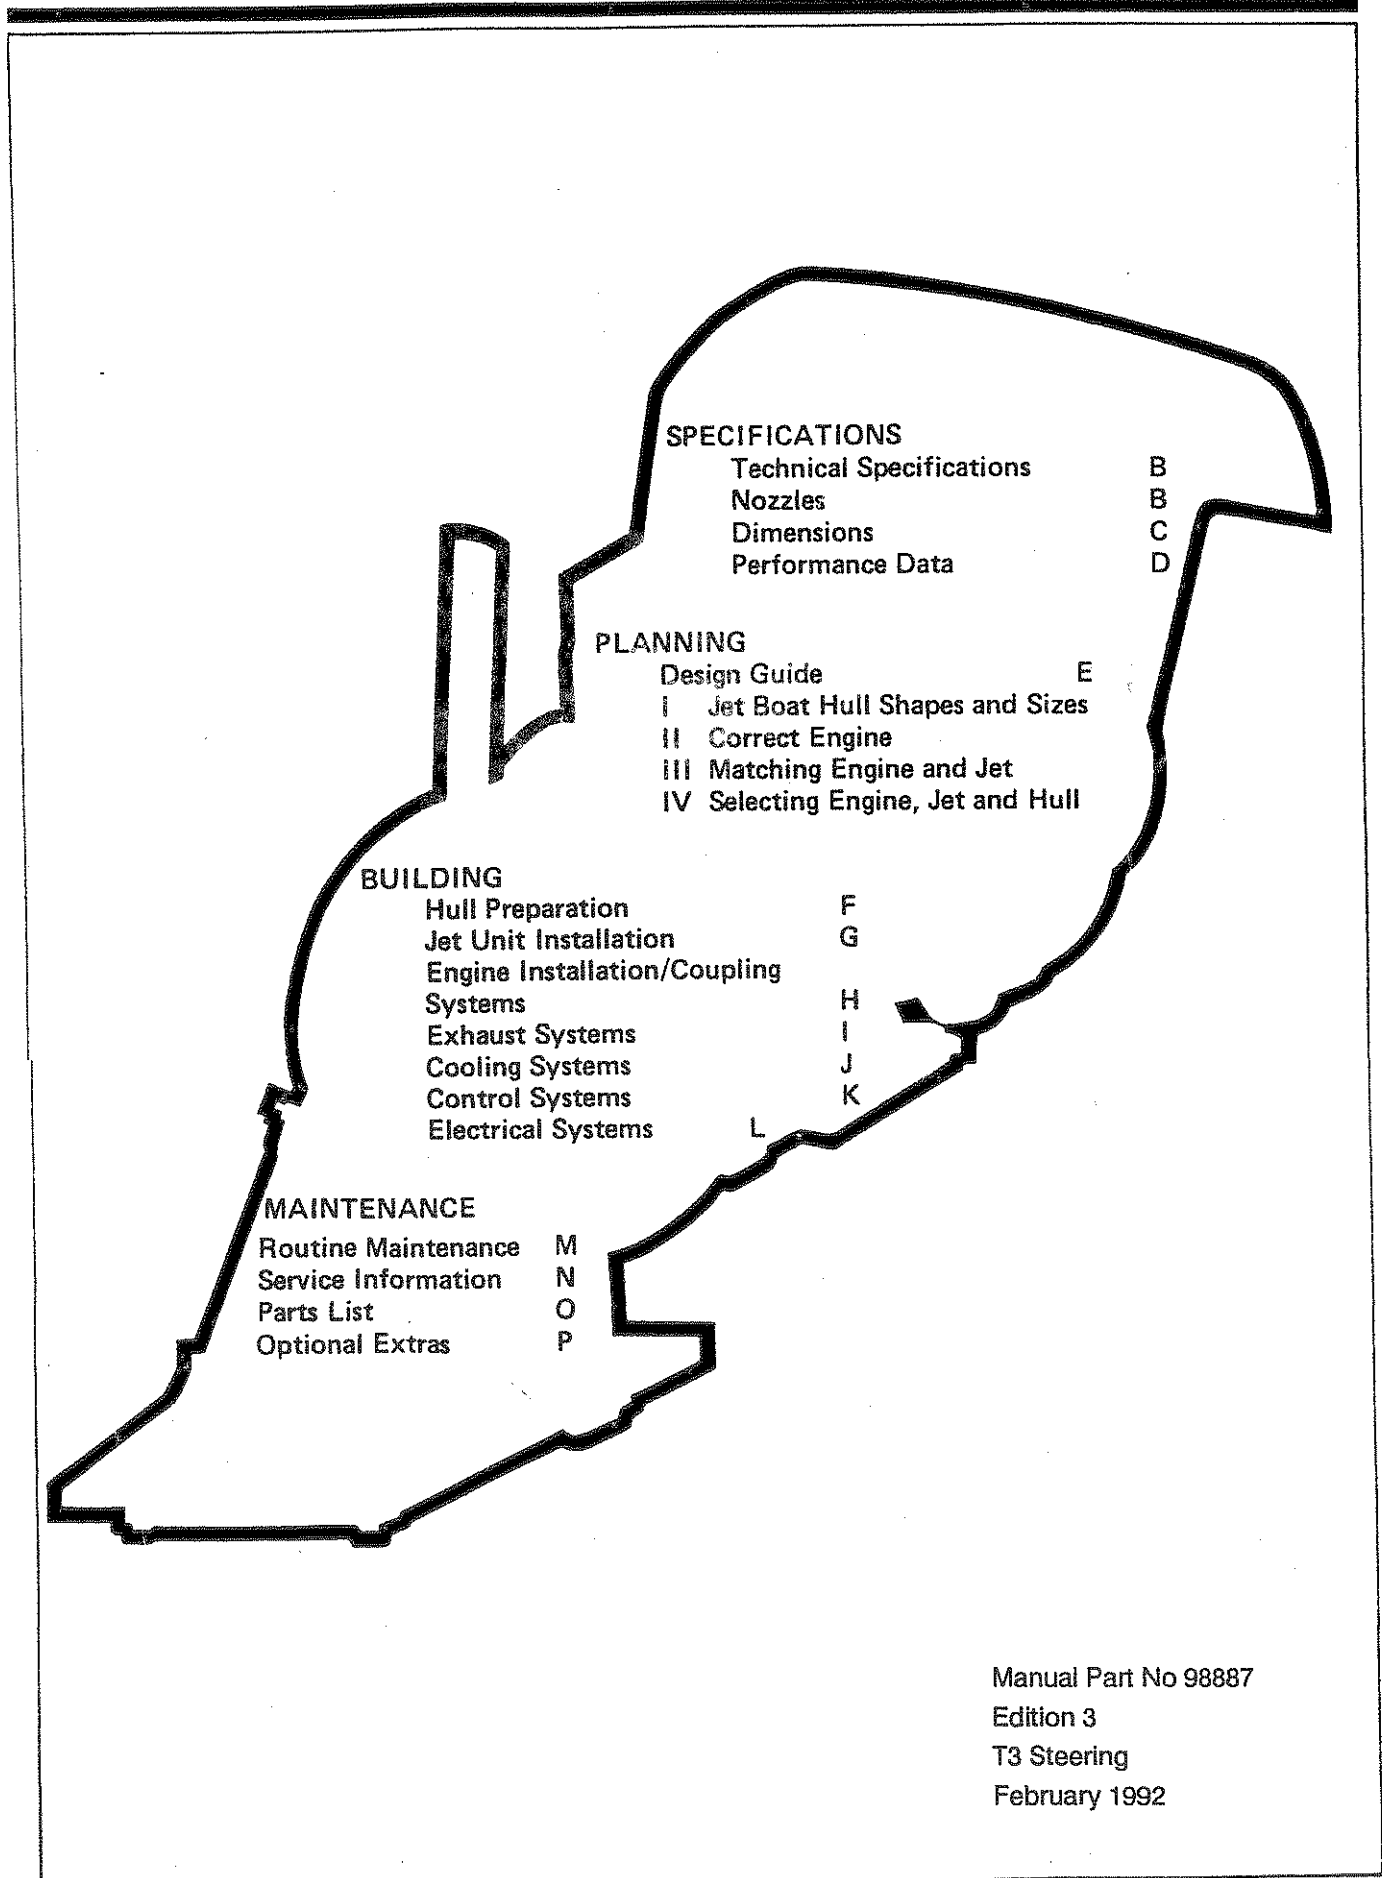 SPECIFICATIONS
Technical Specifications B
Nozzles B
Dimensions C
Performance Data D
PLANNING
Design Guide E
I Jet Boat Hull Shapes and Sizes
II Correct Engine
III Matching Engine and Jet
IV Selecting Engine, Jet and Hull
BUILDING
Hull Preparation F
Jet Unit Installation G
Engine Installation/Coupling
Systems H
Exhaust Systems I
Cooling Systems J
Control Systems K
Electrical Systems L
MAINTENANCE
Routine Maintenance M
Service Information N
Parts List O
Optional Extras P
Manual Part No 98887
Edition 3
T3 Steering
February 1992